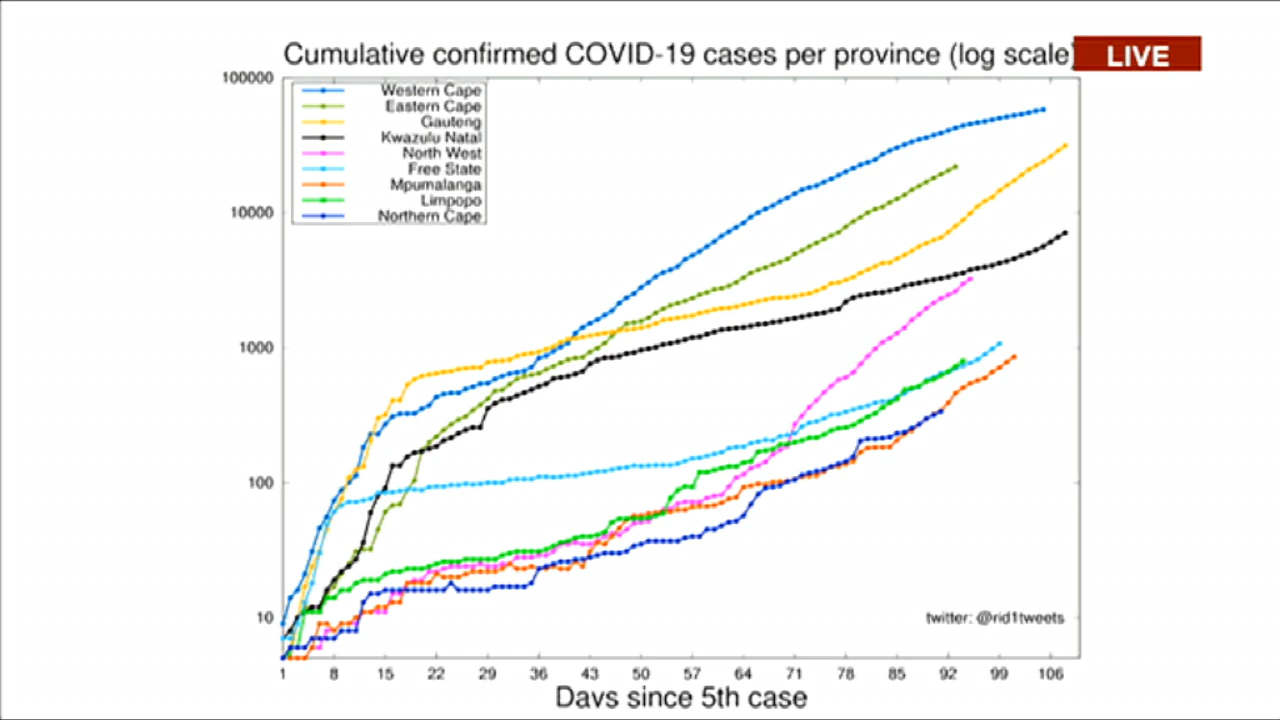 Cumulative confirmed COVID-19 cases per province (log scale)
LIVE
100000
10000
1000
100
10
Western Cape
Eastern Cape
Gauteng
Kwazulu Natal
North West
Free State
Mpumalanga
Limpopo
Northern Cape
twitter: @rid1tweets
1 8 15 22 29 36 43 50 57 64 71 78 85 92 99 106
Days since 5th case